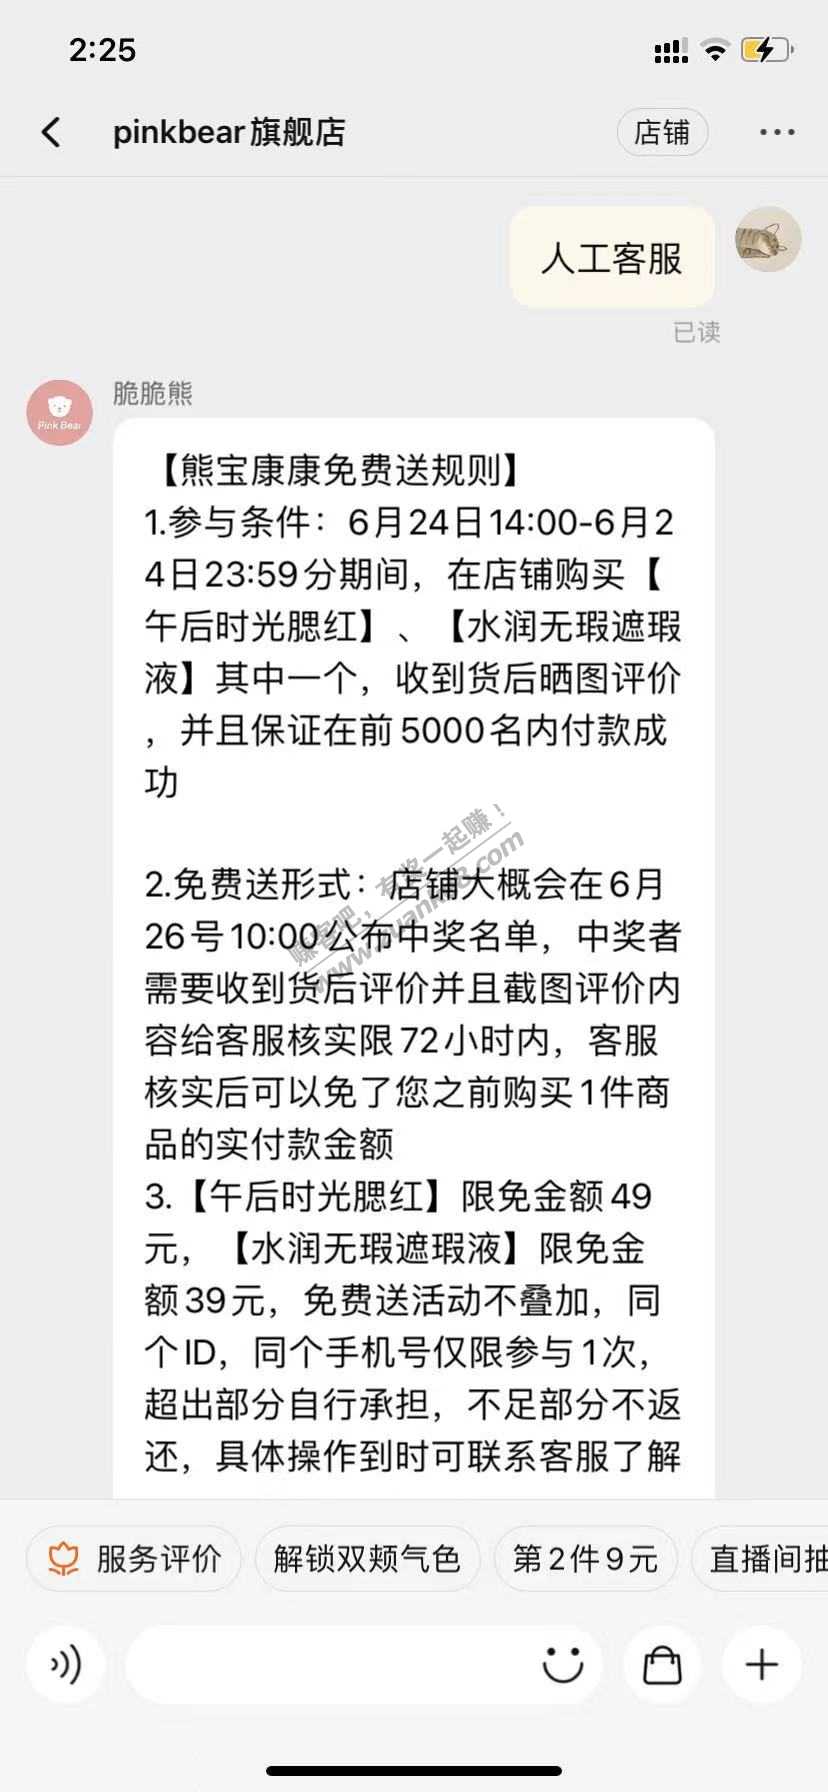 2:25
pinkbear旗舰店
店铺
人工客服
已读
脆脆熊
Pink Bear
【熊宝康康免费送规则】
1.参与条件：6月24日14:00-6月2
4日23:59分期间，在店铺购买【
午后时光腮红】、【水润无瑕遮瑕
液】其中一个，收到货后晒图评价
，并且保证在前5000名内付款成
功
2.免费送形式：店铺大概会在6月
26号10:00公布中奖名单，中奖者
需要收到货后评价并且截图评价内
容给客服核实限72小时内，客服
核实后可以免了您之前购买1件商
品的实付款金额
3.【午后时光腮红】限免金额49
元，【水润无瑕遮瑕液】限免金
额39元，免费送活动不叠加，同
个ID，同个手机号仅限参与1次，
超出部分自行承担，不足部分不返
还，具体操作到时可联系客服了解
赚客吧，有奖一起赚！
服务评价
解锁双颊气色
第2件9元
直播间抽